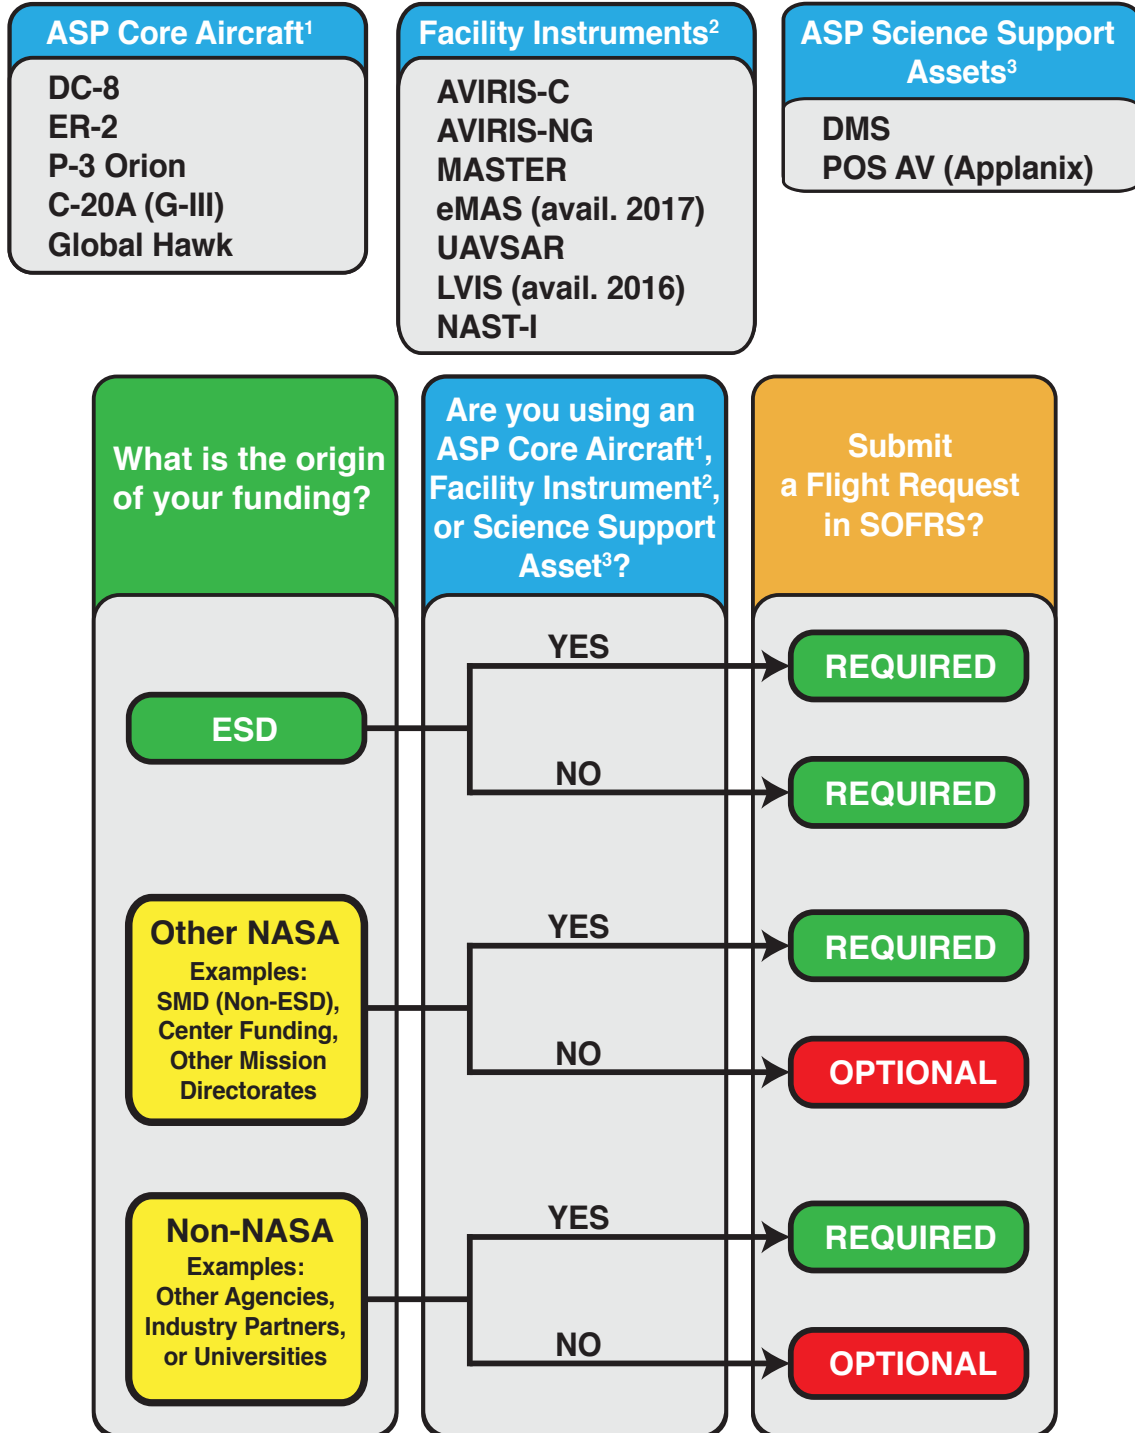 ASP Core Aircraft¹
DC-8
ER-2
P-3 Orion
C-20A (G-III)
Global Hawk
Facility Instruments²
AVIRIS-C
AVIRIS-NG
MASTER
eMAS (avail. 2017)
UAVSAR
LVIS (avail. 2016)
NAST-I
ASP Science Support
Assets³
DMS
POS AV (Applanix)
What is the origin
of your funding?
Are you using an
ASP Core Aircraft¹,
Facility Instrument²,
or Science Support
Asset³?
Submit
a Flight Request
in SOFRS?
ESD
YES
REQUIRED
NO
REQUIRED
Other NASA
Examples:
SMD (Non-ESD),
Center Funding,
Other Mission
Directorates
YES
REQUIRED
NO
OPTIONAL
Non-NASA
Examples:
Other Agencies,
Industry Partners,
or Universities
YES
REQUIRED
NO
OPTIONAL